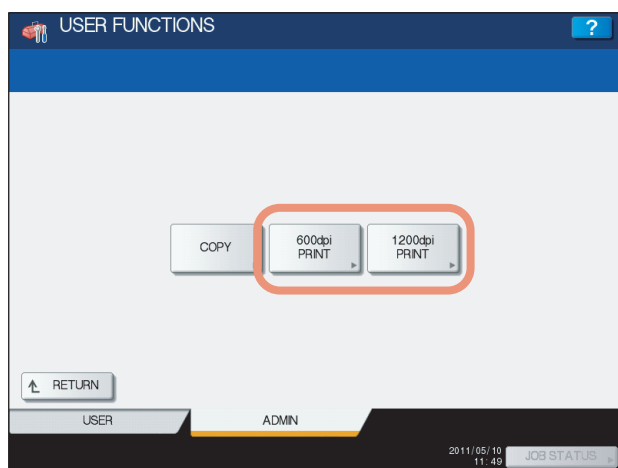 USER FUNCTIONS
?
COPY
600dpi
PRINT
1200dpi
PRINT
RETURN
USER
ADMIN
2011/05/10
11:49
JOB STATUS